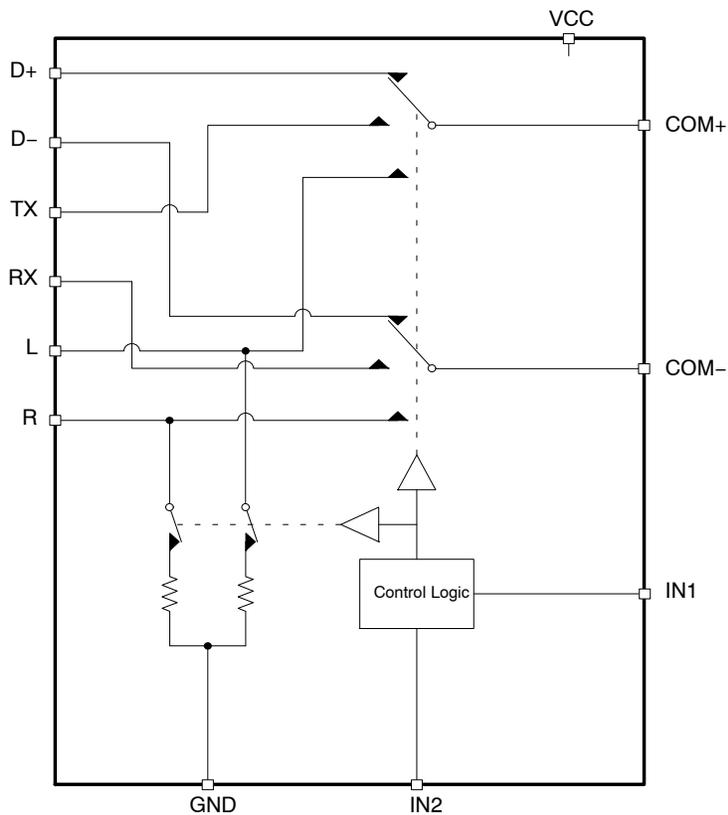 VCC
D+
COM+
D−
TX
RX
L
COM−
R
Control Logic
IN1
GND
IN2